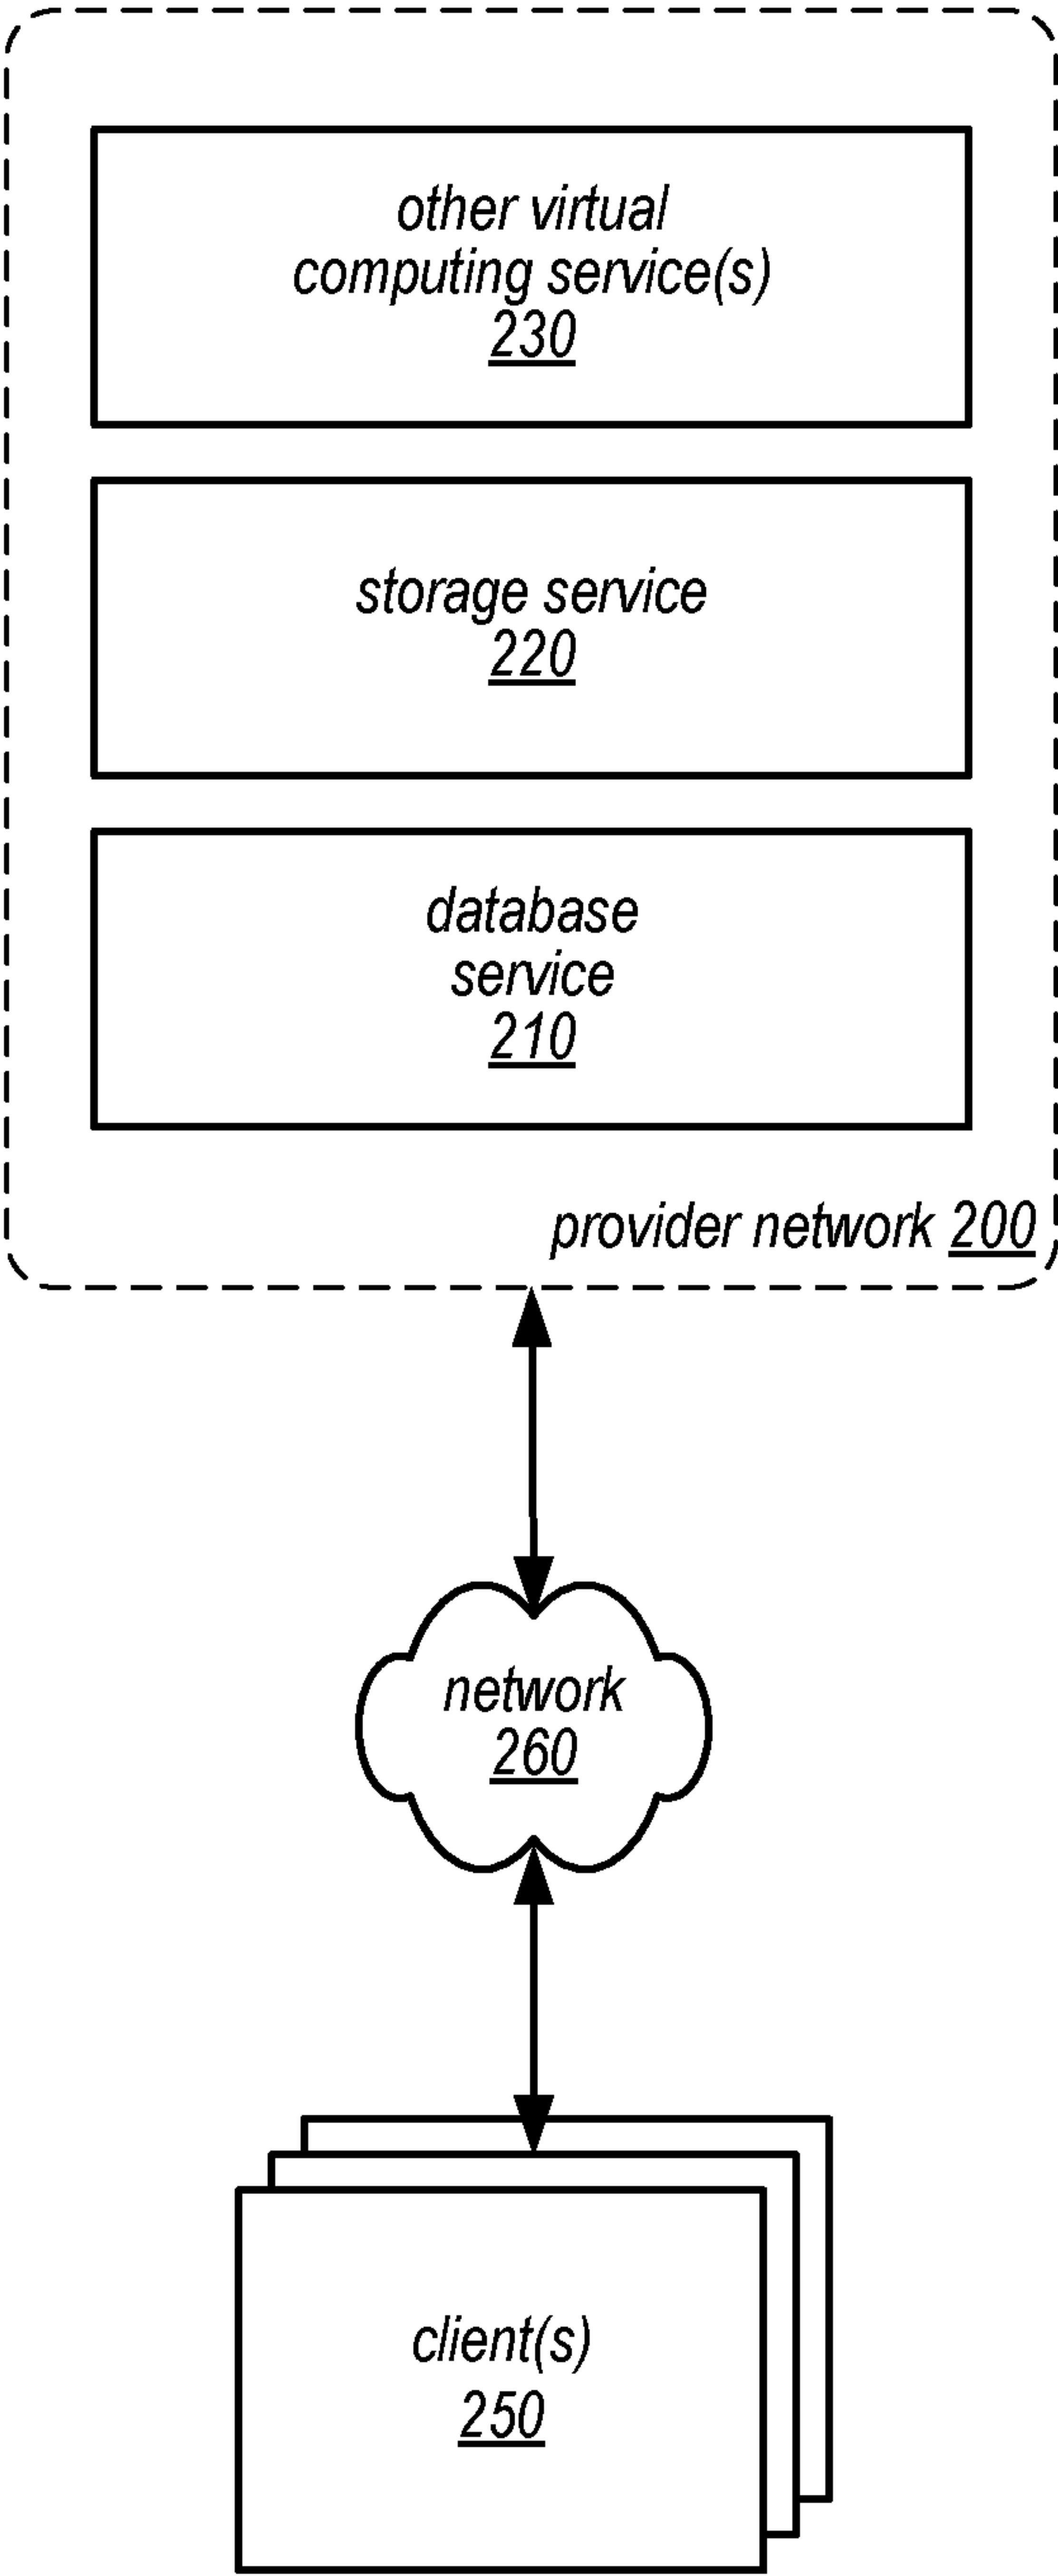 other virtual
computing service(s)
230
storage service
220
database
service
210
provider network 200
network
260
client(s)
250